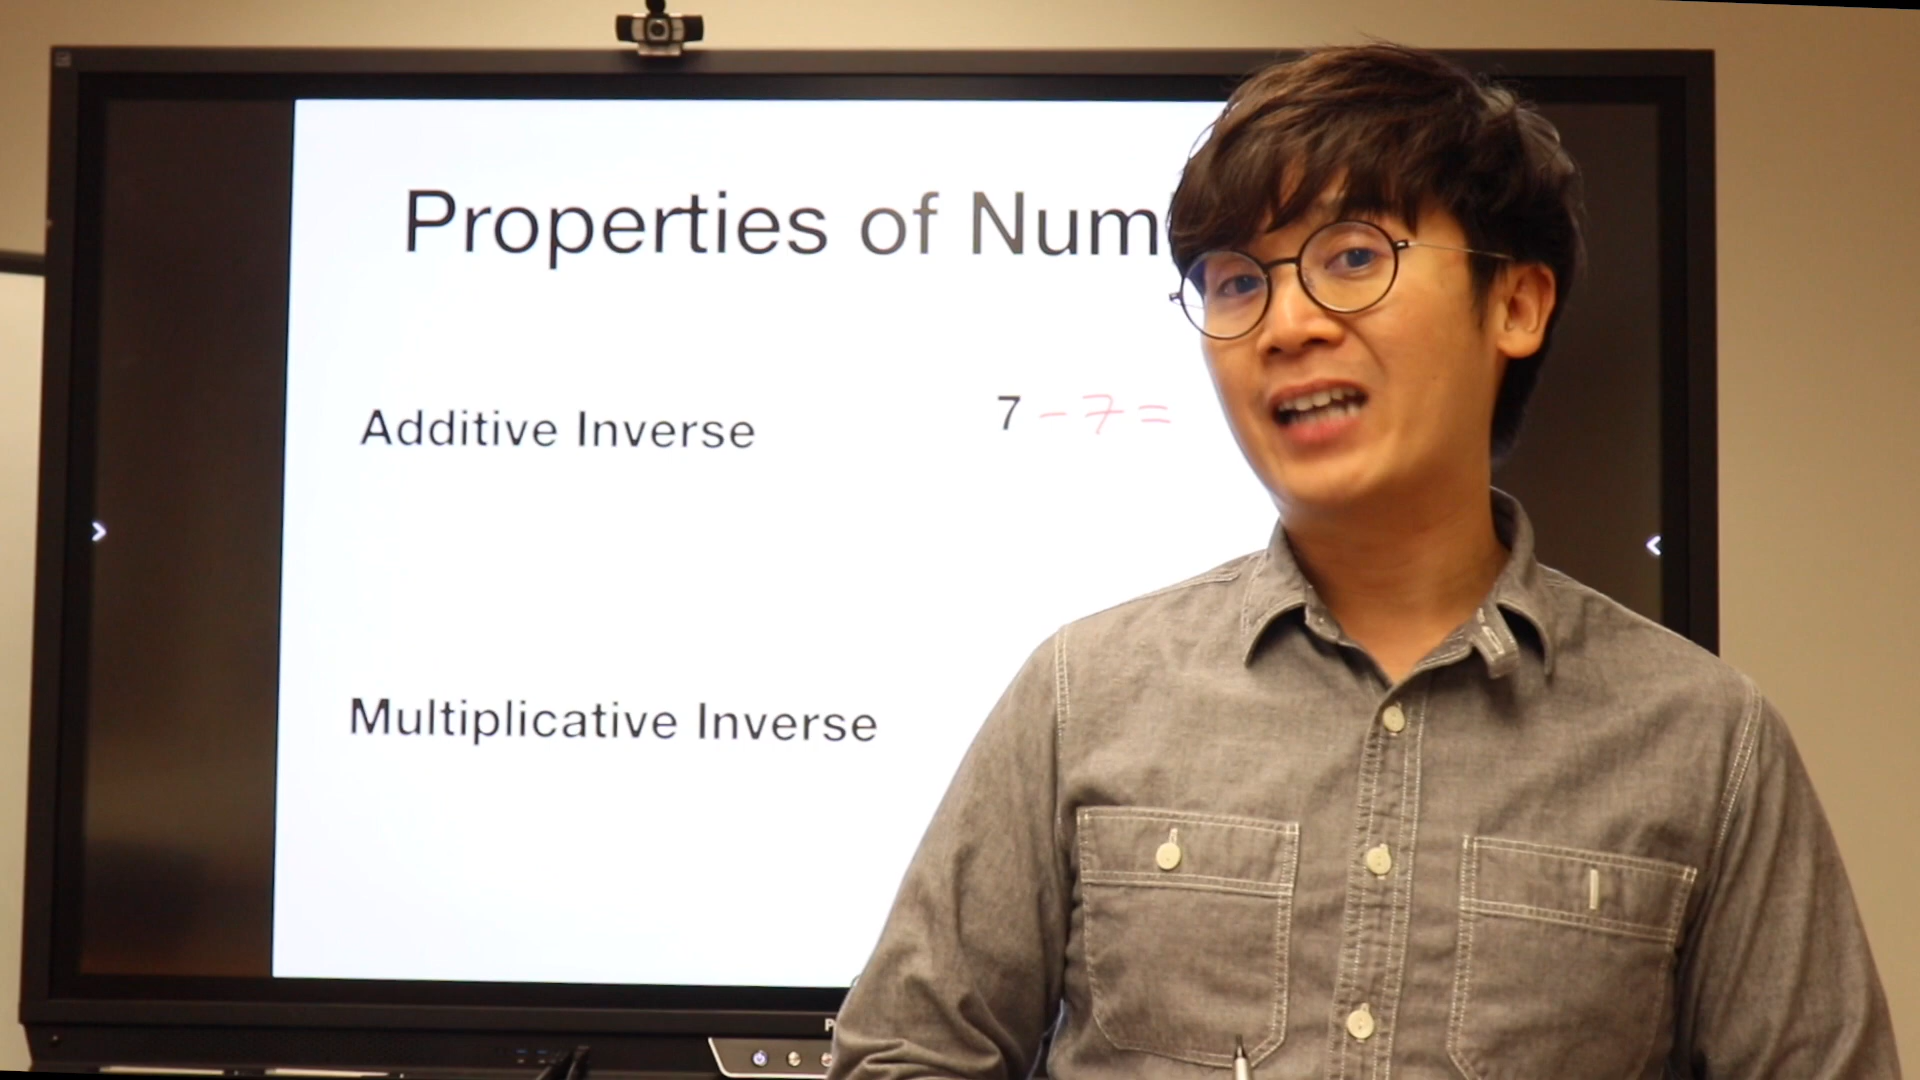 Properties of Num
Additive Inverse
7 - 7 =
Multiplicative Inverse